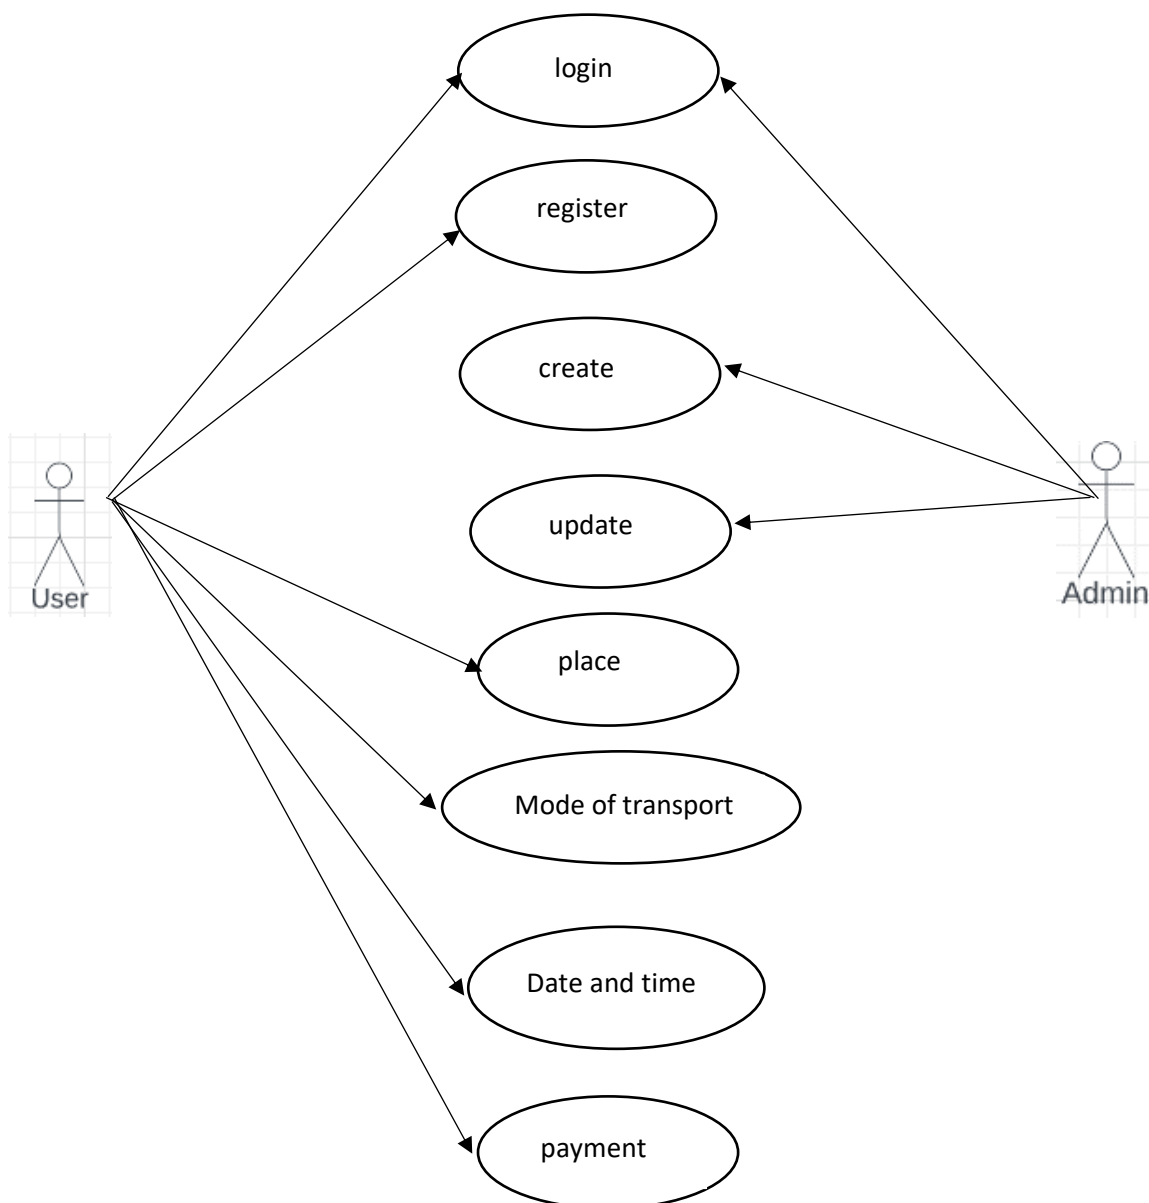 login
register
create
update
User
Admin
place
Mode of transport
Date and time
payment